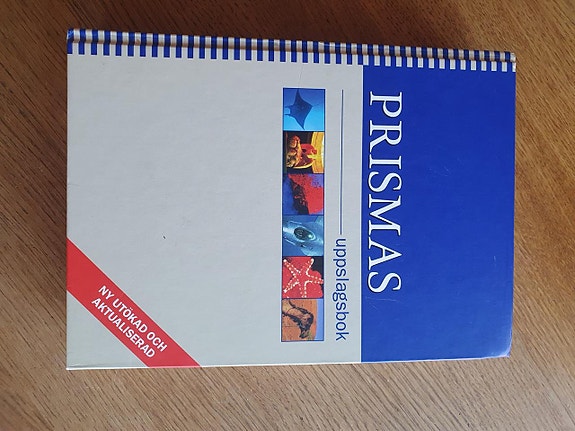 PRISMAS
uppslagsbok
NY UTÖKAD OCH
AKTUALISERAD